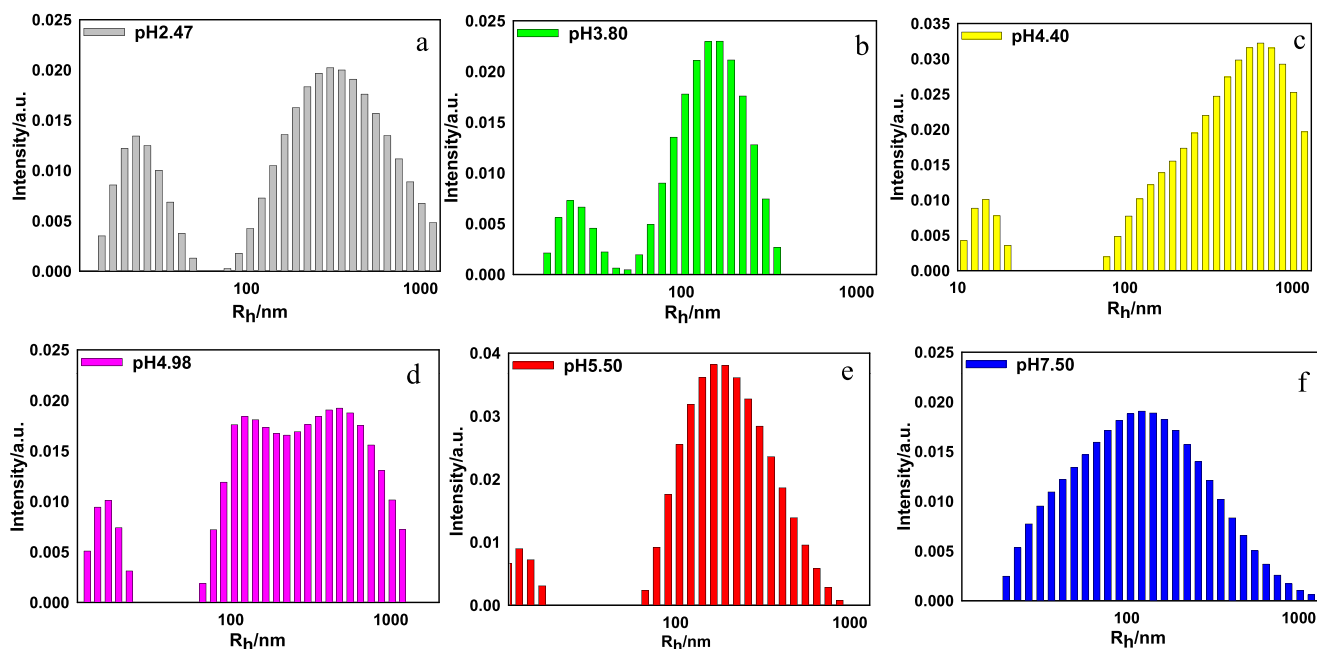 pH2.47
a
Intensity/a.u.
0.025
0.020
0.015
0.010
0.005
0.000
100
1000
Rh/nm
pH3.80
b
Intensity/a.u.
0.025
0.020
0.015
0.010
0.005
0.000
100
1000
Rh/nm
pH4.40
c
Intensity/a.u.
0.035
0.030
0.025
0.020
0.015
0.010
0.005
0.000
10
100
1000
Rh/nm
pH4.98
d
Intensity/a.u.
0.025
0.020
0.015
0.010
0.005
0.000
100
1000
Rh/nm
pH5.50
e
Intensity/a.u.
0.04
0.03
0.02
0.01
0.00
100
1000
Rh/nm
pH7.50
f
Intensity/a.u.
0.025
0.020
0.015
0.010
0.005
0.000
100
1000
Rh/nm